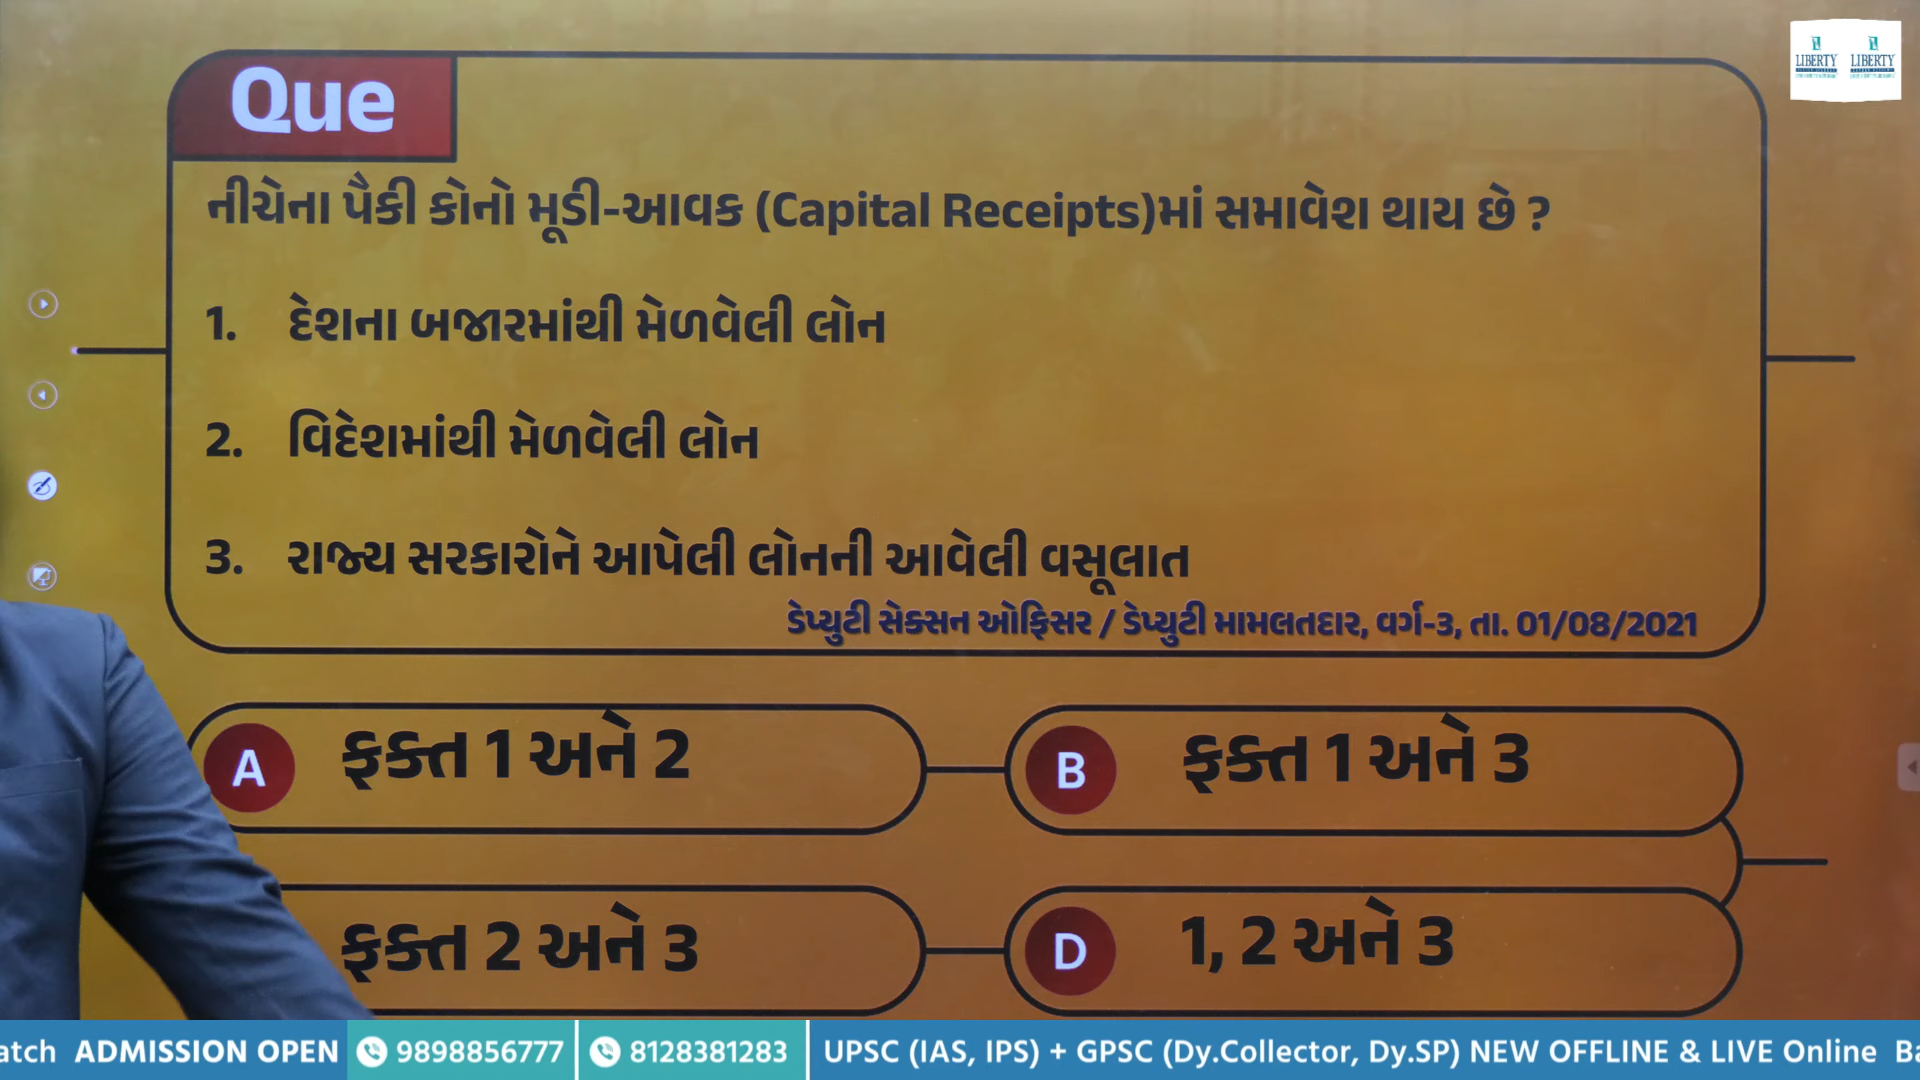 LIBERTY LIBERTY
Que
નીચેના પૈકી કોનો મૂડી-આવક (Capital Receipts)માં સમાવેશ થાય છે ?
1. દેશના બજારમાંથી મેળવેલી લોન
2. વિદેશમાંથી મેળવેલી લોન
3. રાજ્ય સરકારોને આપેલી લોનની આવેલી વસૂલાત
ડેપ્યુટી સેક્સન ઓફિસર / ડેપ્યુટી મામલતદાર, વર્ગ-૩, તા. 01/08/2021
A ફક્ત 1 અને 2
B ફક્ત 1 અને 3
ફક્ત 2 અને 3
D 1, 2 અને 3
ADMISSION OPEN 9898856777 8128381283 UPSC (IAS, IPS) + GPSC (Dy.Collector, Dy.SP) NEW OFFLINE & LIVE Online